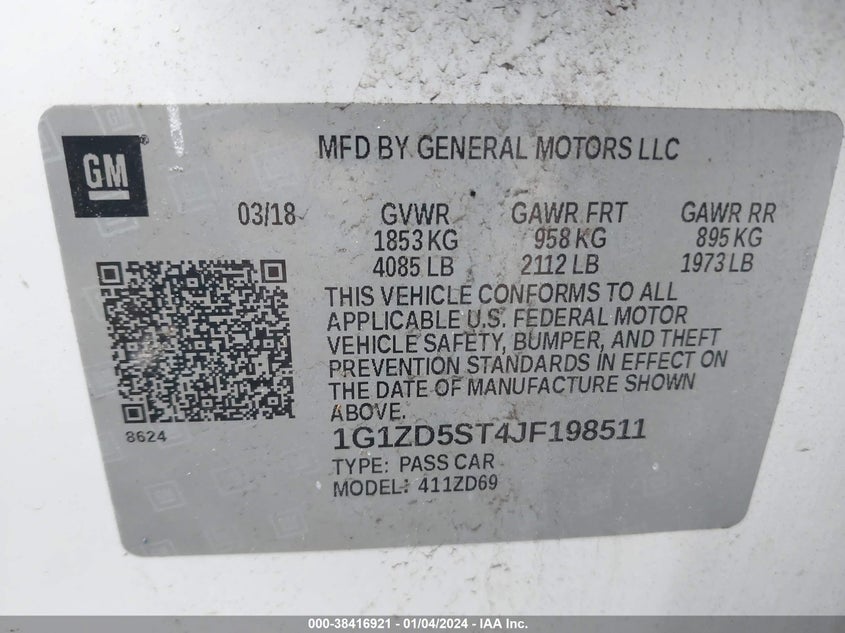 GM
MFD BY GENERAL MOTORS LLC
03/18 GVWR GAWR FRT GAWR RR
1853 KG 958 KG 895 KG
4085 LB 2112 LB 1973 LB
THIS VEHICLE CONFORMS TO ALL
APPLICABLE U.S. FEDERAL MOTOR
VEHICLE SAFETY, BUMPER, AND THEFT
PREVENTION STANDARDS IN EFFECT ON
THE DATE OF MANUFACTURE SHOWN
ABOVE.
8624
1G1ZD5ST4JF198511
TYPE: PASS CAR
MODEL: 411ZD69
000-38416921 - 01/04/2024 - IAA Inc.